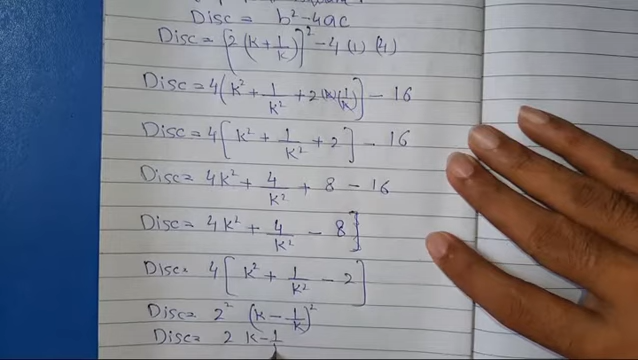 Disc = b² - 4ac
Disc = [2 (k + 1/k)]² - 4 (1) (4)
Disc = 4(k² + 1/k² + 2(k)(1/k)] - 16
Disc = 4[k² + 1/k² + 2] - 16
Disc = 4k² + 4/k² + 8 - 16
Disc = 4k² + 4/k² - 8]
Disc = 4[k² + 1/k² - 2]
Disc = 2² (k - 1/k)²
Disc = 2 k - 1/